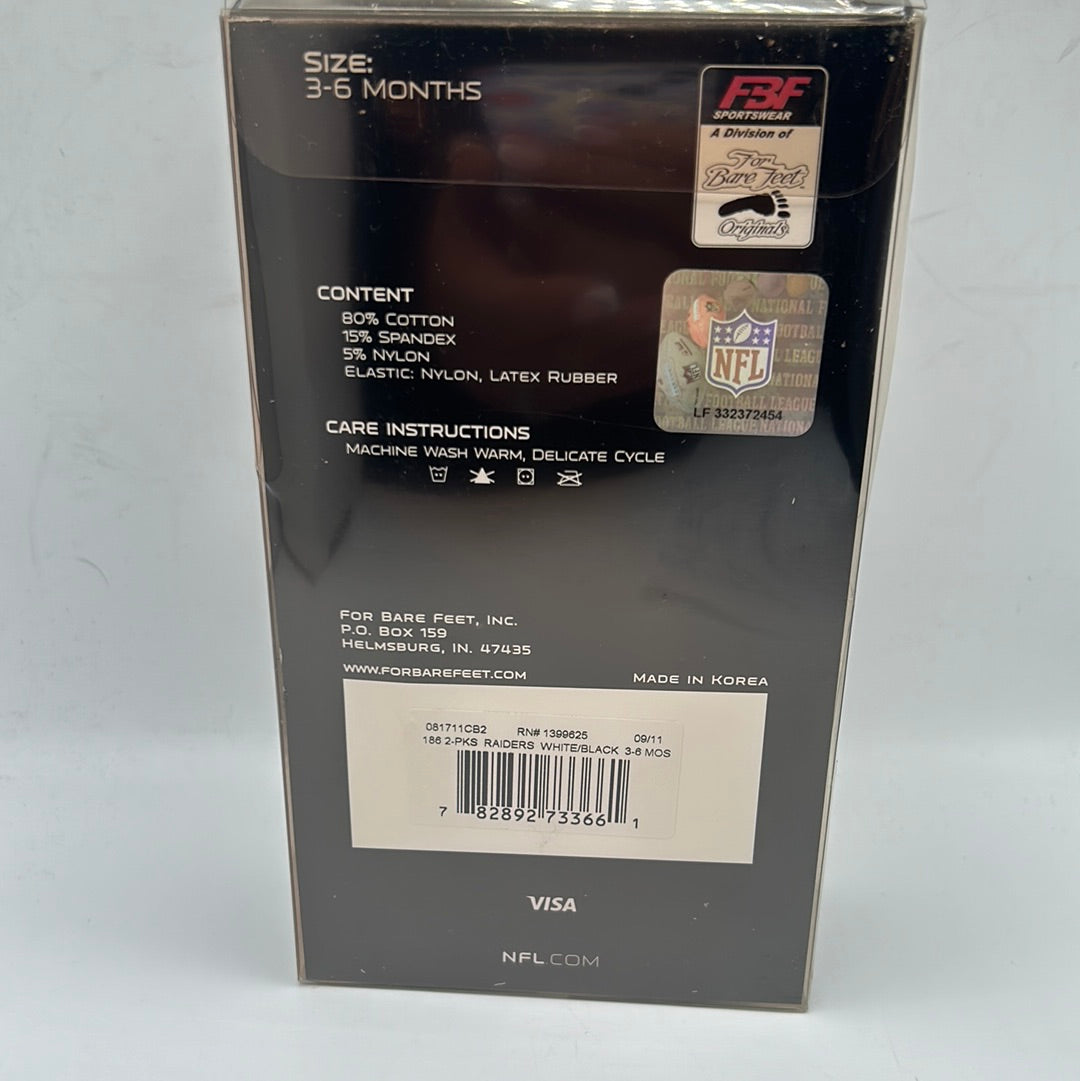 SIZE:
3-6 MONTHS
FBF
SPORTSWEAR
A Division of
For
Bare Feet
Originals
CONTENT
80% COTTON
15% SPANDEX
5% NYLON
ELASTIC: NYLON, LATEX RUBBER
NATIONAL F
FOOTBALL LEAGUE
NFL
LF 332372454
CARE INSTRUCTIONS
MACHINE WASH WARM, DELICATE CYCLE
FOR BARE FEET, INC.
P.O. BOX 159
HELMSBURG, IN. 47435
WWW.FORBAREFEET.COM
MADE IN KOREA
081711CB2 RN# 1399625 09/11
186 2-PKS RAIDERS WHITE/BLACK 3-6 MOS
7 82892 73366 1
VISA
NFL.COM